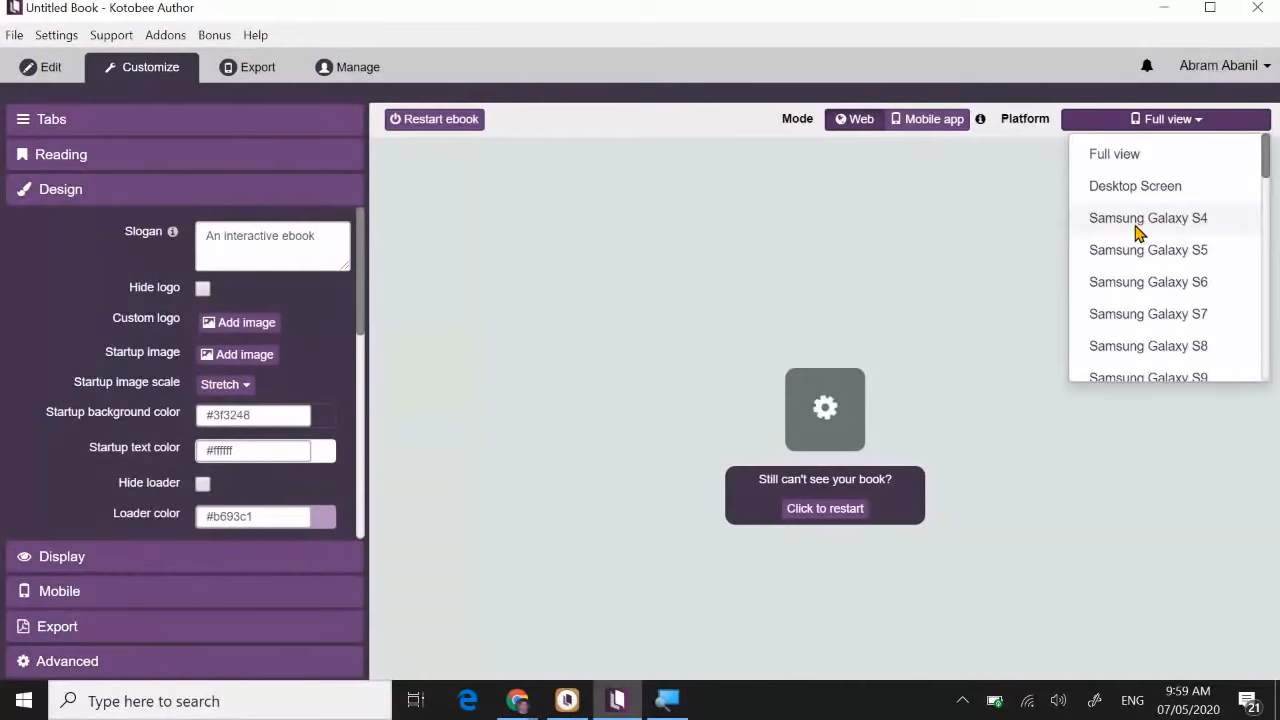 Untitled Book - Kotobee Author
File Settings Support Addons Bonus Help
Edit Customize Export Manage Abram Abanil
Tabs
Reading
Design
Slogan An interactive ebook
Hide logo
Custom logo Add image
Startup image Add image
Startup image scale Stretch
Startup background color #3f3248
Startup text color #ffffff
Hide loader
Loader color #b693c1
Display
Mobile
Export
Advanced
Restart ebook Mode Web Mobile app Platform Full view
Full view
Desktop Screen
Samsung Galaxy S4
Samsung Galaxy S5
Samsung Galaxy S6
Samsung Galaxy S7
Samsung Galaxy S8
Samsung Galaxy S9
Still can't see your book?
Click to restart
Type here to search
ENG
9:59 AM
07/05/2020
21